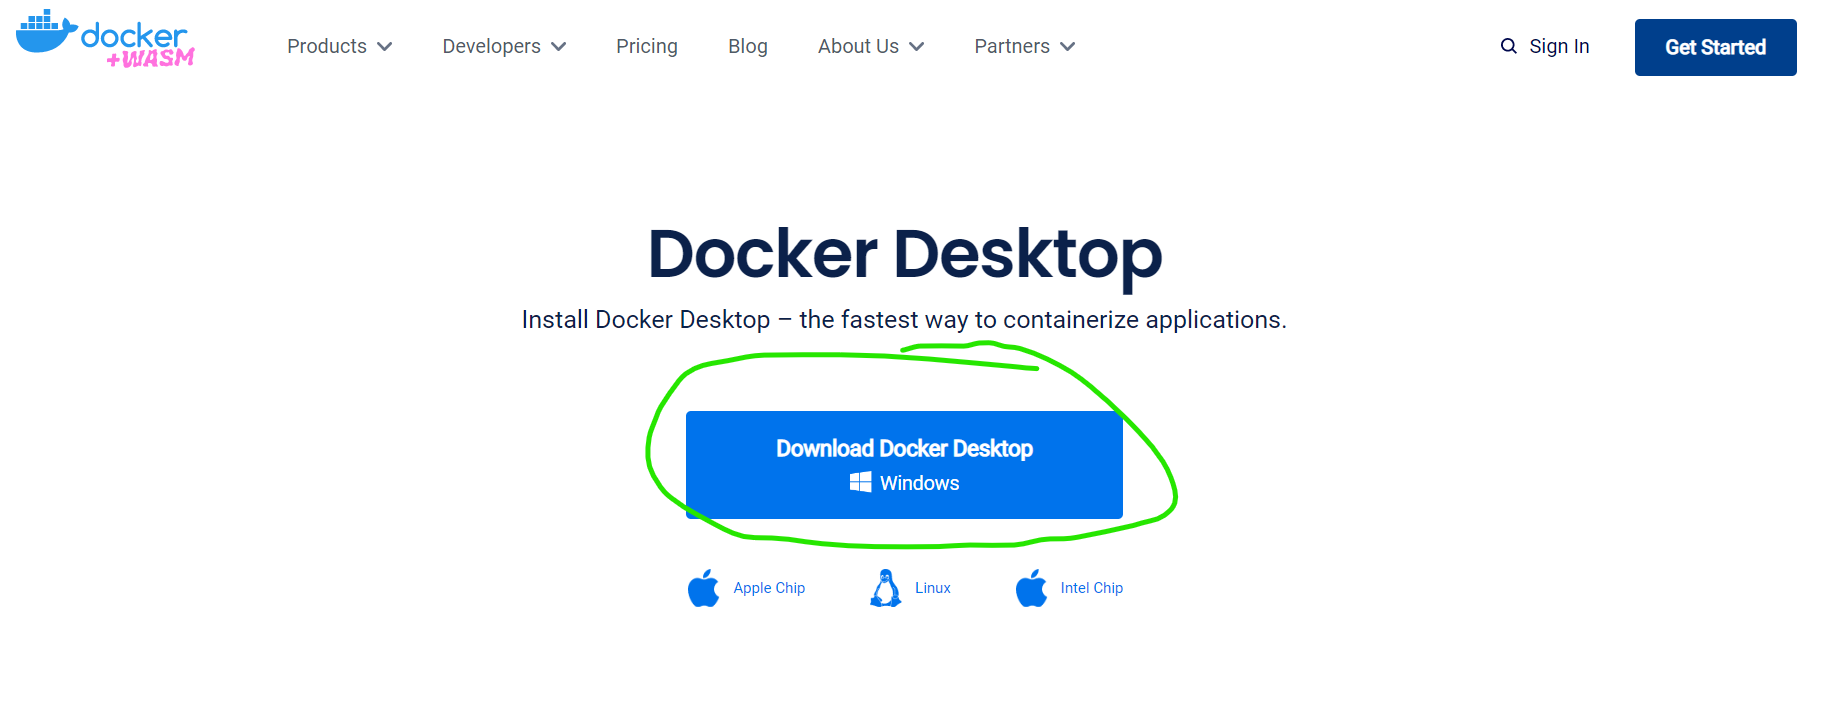 docker
+WASM
Products
Developers
Pricing
Blog
About Us
Partners
Sign In
Get Started
Docker Desktop
Install Docker Desktop – the fastest way to containerize applications.
Download Docker Desktop
Windows
Apple Chip
Linux
Intel Chip